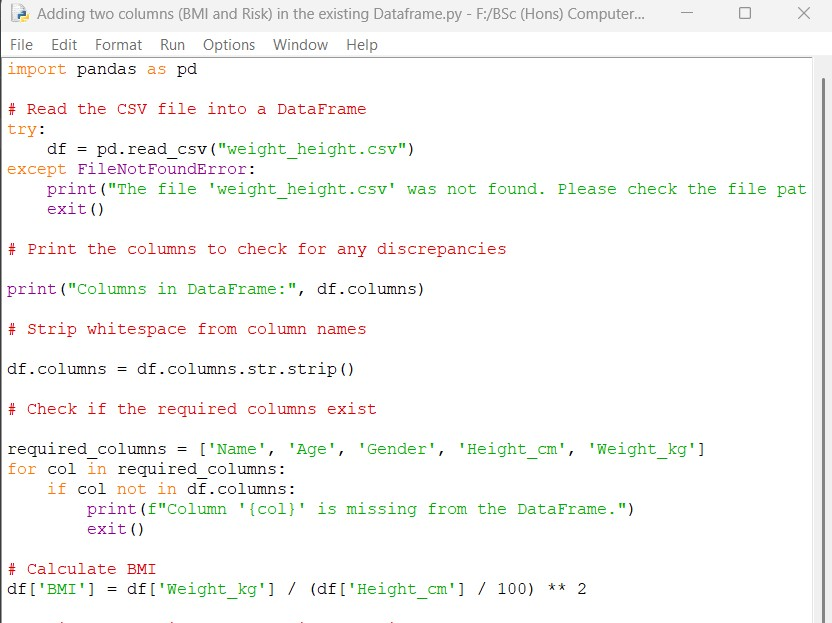 Adding two columns (BMI and Risk) in the existing Dataframe.py - F:/BSc (Hons) Computer...
File Edit Format Run Options Window Help
import pandas as pd
# Read the CSV file into a DataFrame
try:
    df = pd.read_csv("weight_height.csv")
except FileNotFoundError:
    print("The file 'weight_height.csv' was not found. Please check the file pat
    exit()
# Print the columns to check for any discrepancies
print("Columns in DataFrame:", df.columns)
# Strip whitespace from column names
df.columns = df.columns.str.strip()
# Check if the required columns exist
required_columns = ['Name', 'Age', 'Gender', 'Height_cm', 'Weight_kg']
for col in required_columns:
    if col not in df.columns:
        print(f"Column '{col}' is missing from the DataFrame.")
        exit()
# Calculate BMI
df['BMI'] = df['Weight_kg'] / (df['Height_cm'] / 100) ** 2